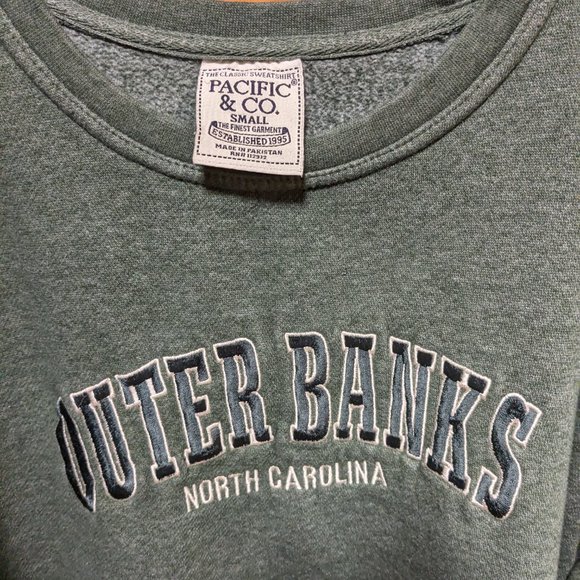 THE CLASSIC SWEATSHIRT
PACIFIC®
& CO.
SMALL
THE FINEST GARMENT
ESTABLISHED 1995
MADE IN PAKISTAN
RN# 112972
OUTER BANKS
NORTH CAROLINA